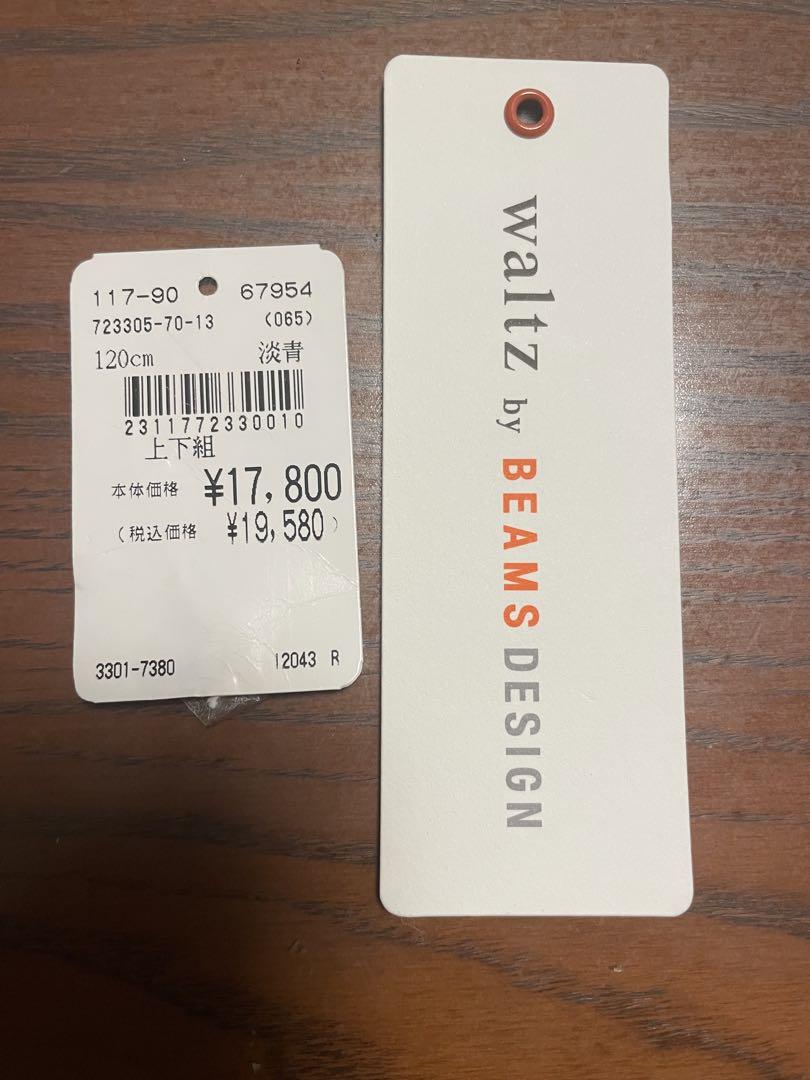 117-90 67954
723305-70-13 (065)
120cm 淡青
2311772330010
上下組
本体価格 ¥17,800
(税込価格 ¥19,580)
3301-7380 12043 R
waltz by BEAMS DESIGN